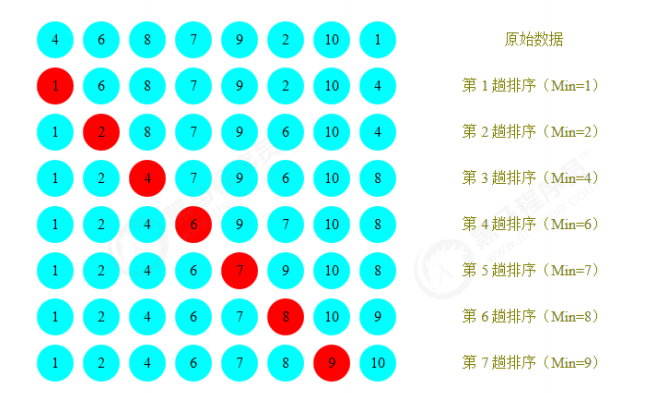 4 6 8 7 9 2 10 1 原始数据
1 6 8 7 9 2 10 4 第 1 趟排序（Min=1）
1 2 8 7 9 6 10 4 第 2 趟排序（Min=2）
1 2 4 7 9 6 10 8 第 3 趟排序（Min=4）
1 2 4 6 9 7 10 8 第 4 趟排序（Min=6）
1 2 4 6 7 9 10 8 第 5 趟排序（Min=7）
1 2 4 6 7 8 10 9 第 6 趟排序（Min=8）
1 2 4 6 7 8 9 10 第 7 趟排序（Min=9）